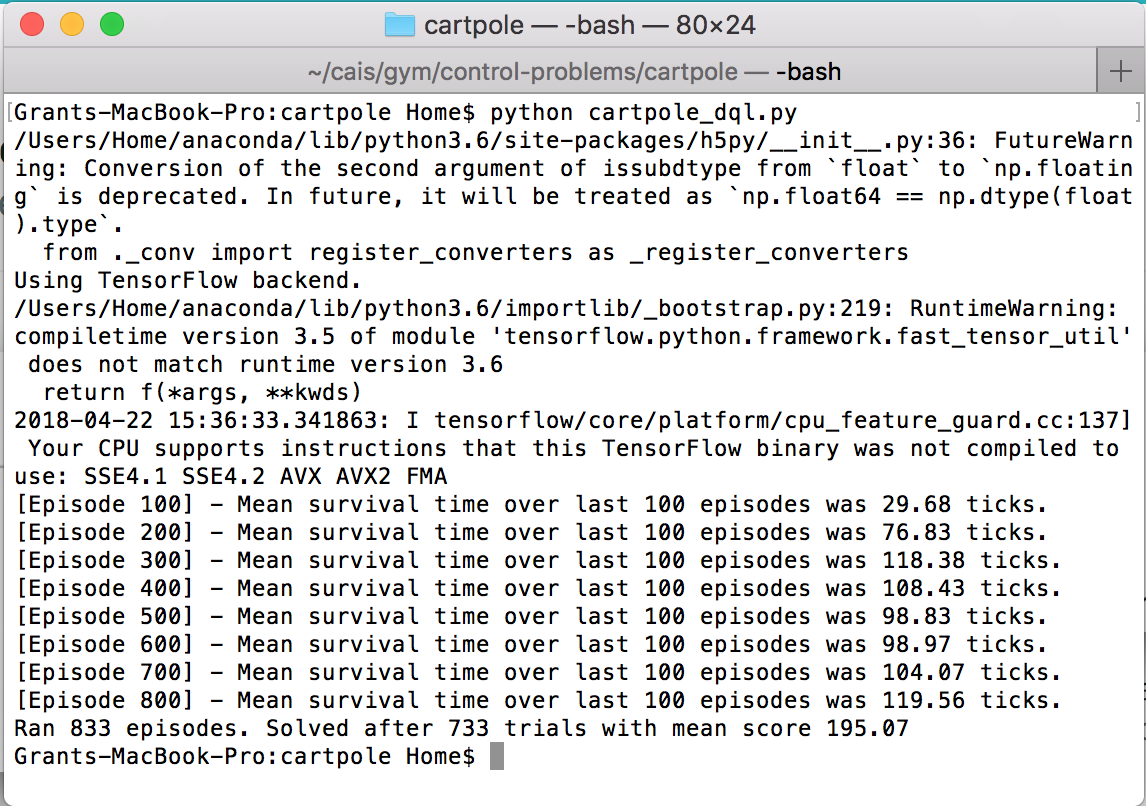 cartpole — -bash — 80×24
~/cais/gym/control-problems/cartpole — -bash
[Grants-MacBook-Pro:cartpole Home$ python cartpole_dql.py ]
/Users/Home/anaconda/lib/python3.6/site-packages/h5py/__init__.py:36: FutureWarn
ing: Conversion of the second argument of issubdtype from `float` to `np.floatin
g` is deprecated. In future, it will be treated as `np.float64 == np.dtype(float
).type`.
  from ._conv import register_converters as _register_converters
Using TensorFlow backend.
/Users/Home/anaconda/lib/python3.6/importlib/_bootstrap.py:219: RuntimeWarning:
compiletime version 3.5 of module 'tensorflow.python.framework.fast_tensor_util'
 does not match runtime version 3.6
  return f(*args, **kwds)
2018-04-22 15:36:33.341863: I tensorflow/core/platform/cpu_feature_guard.cc:137]
 Your CPU supports instructions that this TensorFlow binary was not compiled to
use: SSE4.1 SSE4.2 AVX AVX2 FMA
[Episode 100] - Mean survival time over last 100 episodes was 29.68 ticks.
[Episode 200] - Mean survival time over last 100 episodes was 76.83 ticks.
[Episode 300] - Mean survival time over last 100 episodes was 118.38 ticks.
[Episode 400] - Mean survival time over last 100 episodes was 108.43 ticks.
[Episode 500] - Mean survival time over last 100 episodes was 98.83 ticks.
[Episode 600] - Mean survival time over last 100 episodes was 98.97 ticks.
[Episode 700] - Mean survival time over last 100 episodes was 104.07 ticks.
[Episode 800] - Mean survival time over last 100 episodes was 119.56 ticks.
Ran 833 episodes. Solved after 733 trials with mean score 195.07
Grants-MacBook-Pro:cartpole Home$